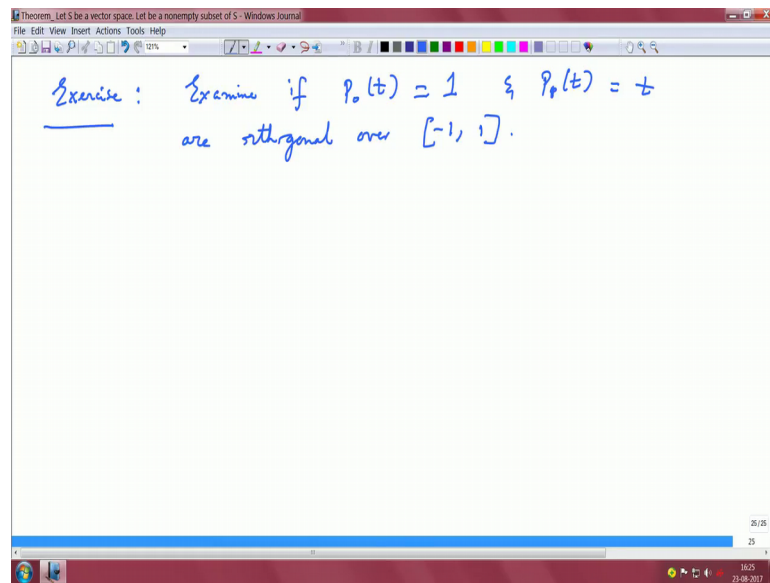 Theorem_ Let S be a vector space. Let be a nonempty subset of S - Windows Journal
File Edit View Insert Actions Tools Help
121%
B I
Exercise : Examine if P₀(t) = 1 & P₁(t) = t
are orthogonal over [-1, 1].
25/25
25
16:25
23-08-2017